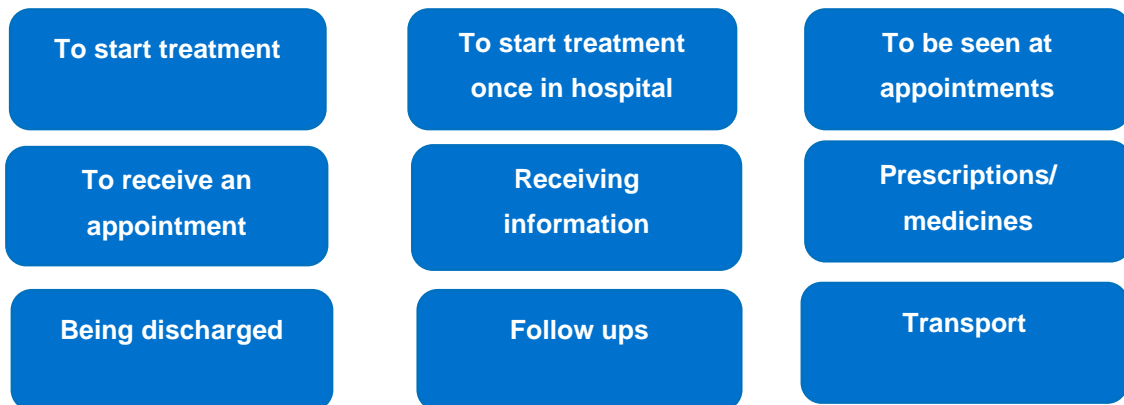 To start treatment
To start treatment
once in hospital
To be seen at
appointments
To receive an
appointment
Receiving
information
Prescriptions/
medicines
Being discharged
Follow ups
Transport